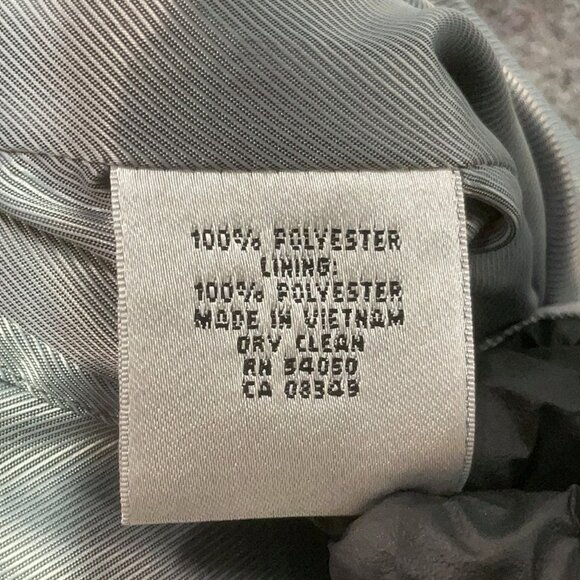 100% POLYESTER
LINING:
100% POLYESTER
MADE IN VIETNAM
DRY CLEAN
RN 54050
CA 08349